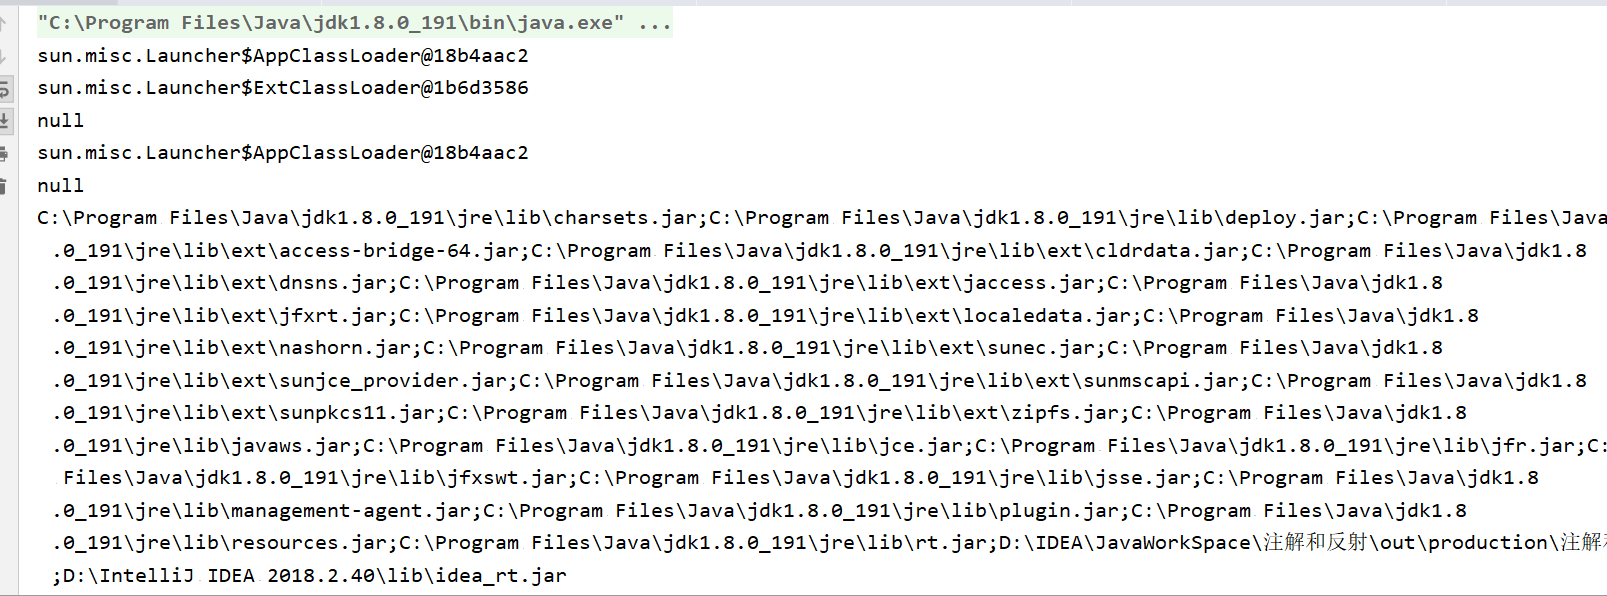 "C:\Program Files\Java\jdk1.8.0_191\bin\java.exe" ...
sun.misc.Launcher$AppClassLoader@18b4aac2
sun.misc.Launcher$ExtClassLoader@1b6d3586
null
sun.misc.Launcher$AppClassLoader@18b4aac2
null
C:\Program Files\Java\jdk1.8.0_191\jre\lib\charsets.jar;C:\Program Files\Java\jdk1.8.0_191\jre\lib\deploy.jar;C:\Program Files\Java
.0_191\jre\lib\ext\access-bridge-64.jar;C:\Program Files\Java\jdk1.8.0_191\jre\lib\ext\cldrdata.jar;C:\Program Files\Java\jdk1.8
.0_191\jre\lib\ext\dnsns.jar;C:\Program Files\Java\jdk1.8.0_191\jre\lib\ext\jaccess.jar;C:\Program Files\Java\jdk1.8
.0_191\jre\lib\ext\jfxrt.jar;C:\Program Files\Java\jdk1.8.0_191\jre\lib\ext\localedata.jar;C:\Program Files\Java\jdk1.8
.0_191\jre\lib\ext\nashorn.jar;C:\Program Files\Java\jdk1.8.0_191\jre\lib\ext\sunec.jar;C:\Program Files\Java\jdk1.8
.0_191\jre\lib\ext\sunjce_provider.jar;C:\Program Files\Java\jdk1.8.0_191\jre\lib\ext\sunmscapi.jar;C:\Program Files\Java\jdk1.8
.0_191\jre\lib\ext\sunpkcs11.jar;C:\Program Files\Java\jdk1.8.0_191\jre\lib\ext\zipfs.jar;C:\Program Files\Java\jdk1.8
.0_191\jre\lib\javaws.jar;C:\Program Files\Java\jdk1.8.0_191\jre\lib\jce.jar;C:\Program Files\Java\jdk1.8.0_191\jre\lib\jfr.jar;C:
Files\Java\jdk1.8.0_191\jre\lib\jfxswt.jar;C:\Program Files\Java\jdk1.8.0_191\jre\lib\jsse.jar;C:\Program Files\Java\jdk1.8
.0_191\jre\lib\management-agent.jar;C:\Program Files\Java\jdk1.8.0_191\jre\lib\plugin.jar;C:\Program Files\Java\jdk1.8
.0_191\jre\lib\resources.jar;C:\Program Files\Java\jdk1.8.0_191\jre\lib\rt.jar;D:\IDEA\JavaWorkSpace\注解和反射\out\production\注解
;D:\IntelliJ IDEA 2018.2.40\lib\idea_rt.jar